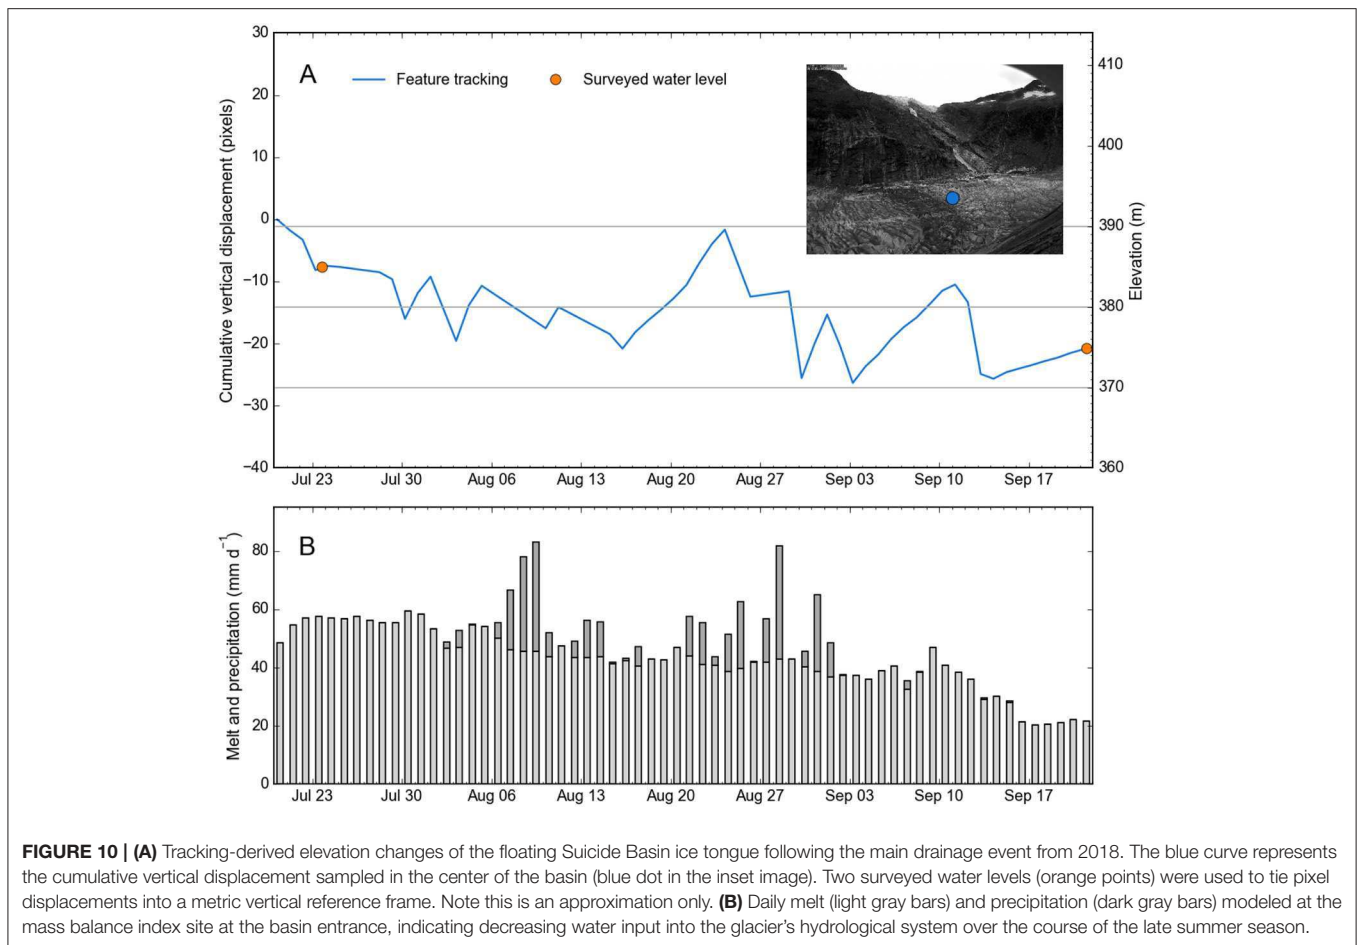 30
20
10
0
−10
−20
−30
−40
Cumulative vertical displacement (pixels)
A
Feature tracking
Surveyed water level
410
400
390
380
370
360
Elevation (m)
Jul 23 Jul 30 Aug 06 Aug 13 Aug 20 Aug 27 Sep 03 Sep 10 Sep 17
B
80
60
40
20
0
Melt and precipitation (mm d⁻¹)
Jul 23 Jul 30 Aug 06 Aug 13 Aug 20 Aug 27 Sep 03 Sep 10 Sep 17
FIGURE 10 | (A) Tracking-derived elevation changes of the floating Suicide Basin ice tongue following the main drainage event from 2018. The blue curve represents
the cumulative vertical displacement sampled in the center of the basin (blue dot in the inset image). Two surveyed water levels (orange points) were used to tie pixel
displacements into a metric vertical reference frame. Note this is an approximation only. (B) Daily melt (light gray bars) and precipitation (dark gray bars) modeled at the
mass balance index site at the basin entrance, indicating decreasing water input into the glacier's hydrological system over the course of the late summer season.